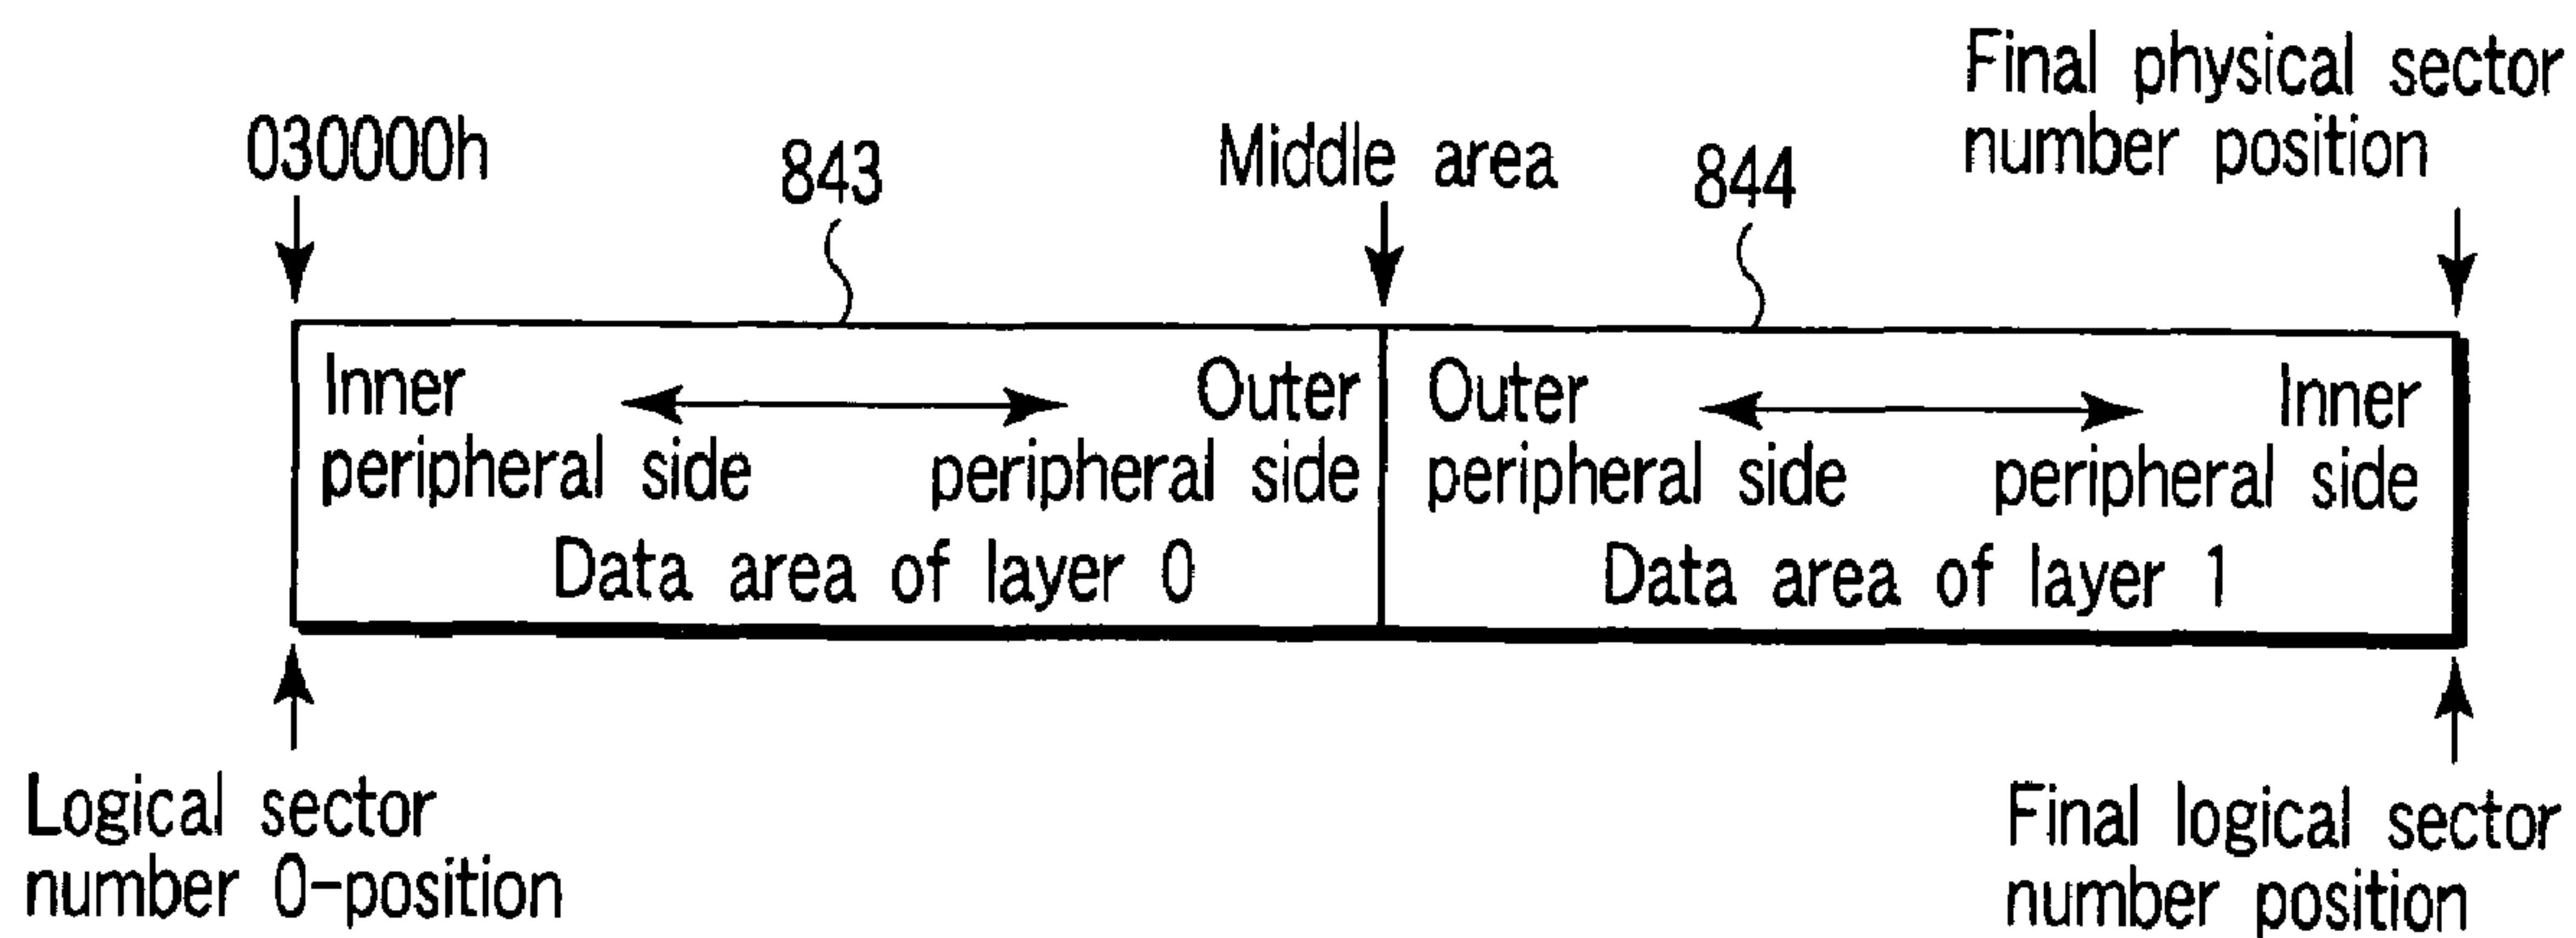 Final physical sector
number position
030000h
843
Middle area
844
Inner
peripheral side
Outer
peripheral side
Outer
peripheral side
Inner
peripheral side
Data area of layer 0
Data area of layer 1
Logical sector
number 0-position
Final logical sector
number position